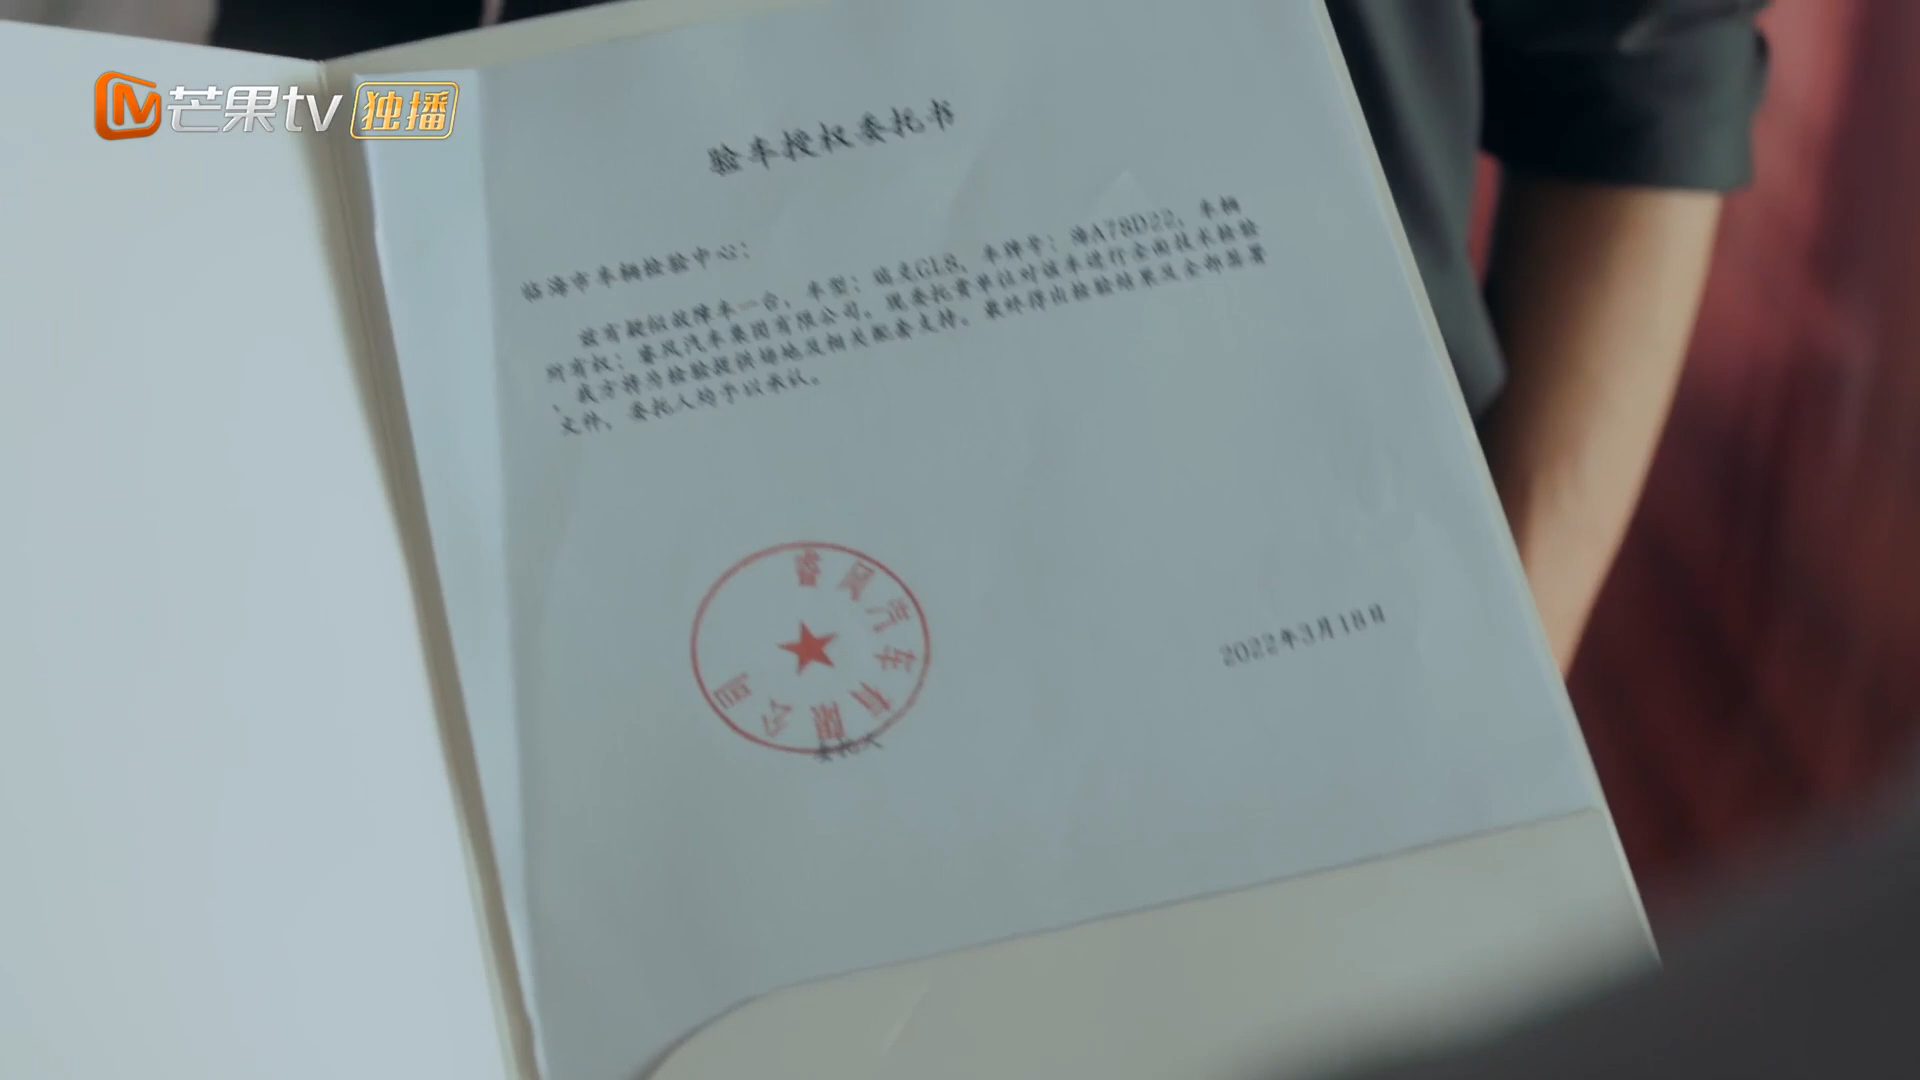 芒果tv 独播
验车授权委托书
临海市车辆检验中心：
兹有疑似故障车一台，车型：瑞支GL8，车牌号：海A78D22，车辆
所有权：睿风汽车集团有限公司，现委托贵单位对该车进行全面技术检验
，我方将为检验提供场地及相关配套支持。最终得出检验结果及全部签署
文件，委托人均予以承认。
睿风汽车有限公司
委托人
2022年3月18日